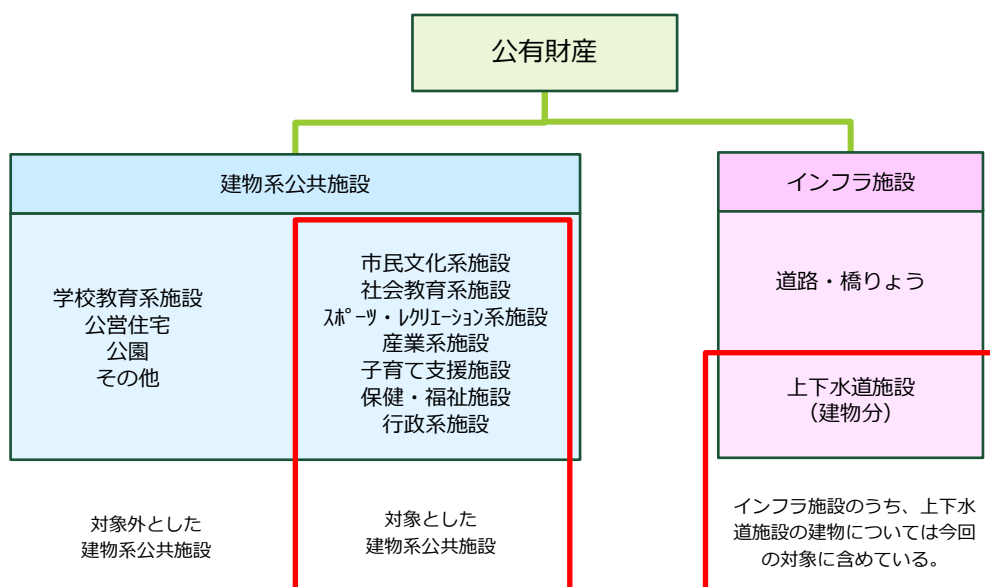 公有財産
建物系公共施設
学校教育系施設
公営住宅
公園
その他
市民文化系施設
社会教育系施設
ｽﾎﾟｰﾂ・ﾚｸﾘｴｰｼｮﾝ系施設
産業系施設
子育て支援施設
保健・福祉施設
行政系施設
対象外とした
建物系公共施設
対象とした
建物系公共施設
インフラ施設
道路・橋りょう
上下水道施設
（建物分）
インフラ施設のうち、上下水
道施設の建物については今回
の対象に含めている。